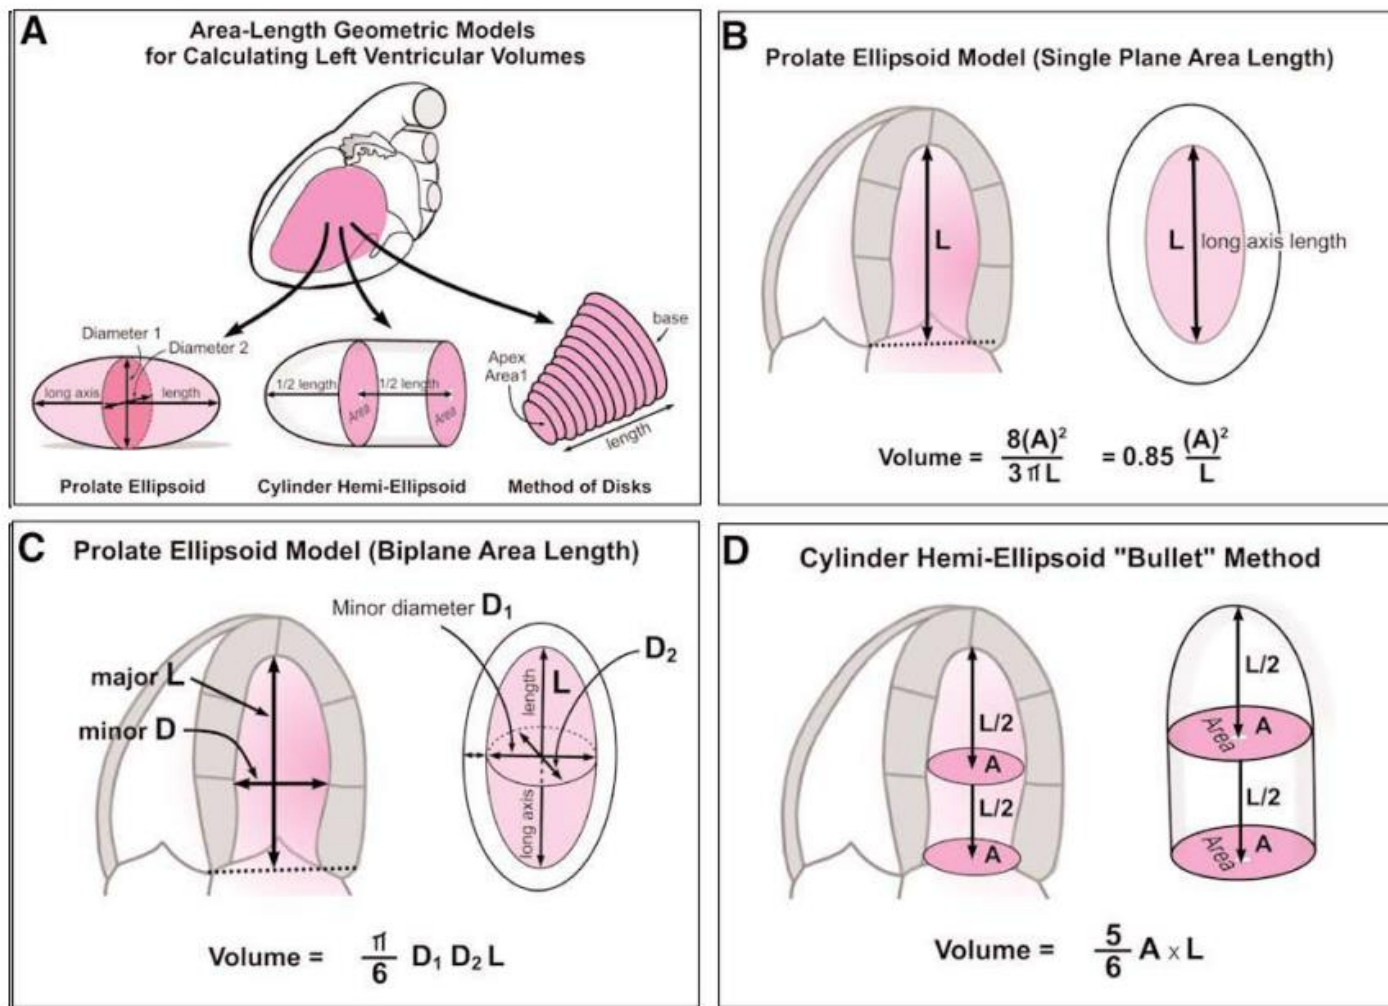 A
Area-Length Geometric Models
for Calculating Left Ventricular Volumes
Diameter 1
Diameter 2
long axis
length
Prolate Ellipsoid
1/2 length
1/2 length
Area
Area
Cylinder Hemi-Ellipsoid
base
Apex
Area1
length
Method of Disks
B
Prolate Ellipsoid Model (Single Plane Area Length)
L
L long axis length
Volume = 8(A)² / 3 π L = 0.85 (A)² / L
C
Prolate Ellipsoid Model (Biplane Area Length)
major L
minor D
Minor diameter D₁
D₂
L
length
long axis
Volume = π/6 D₁ D₂ L
D
Cylinder Hemi-Ellipsoid "Bullet" Method
L/2
A
L/2
A
L/2
Area A
L/2
Area A
Volume = 5/6 A x L